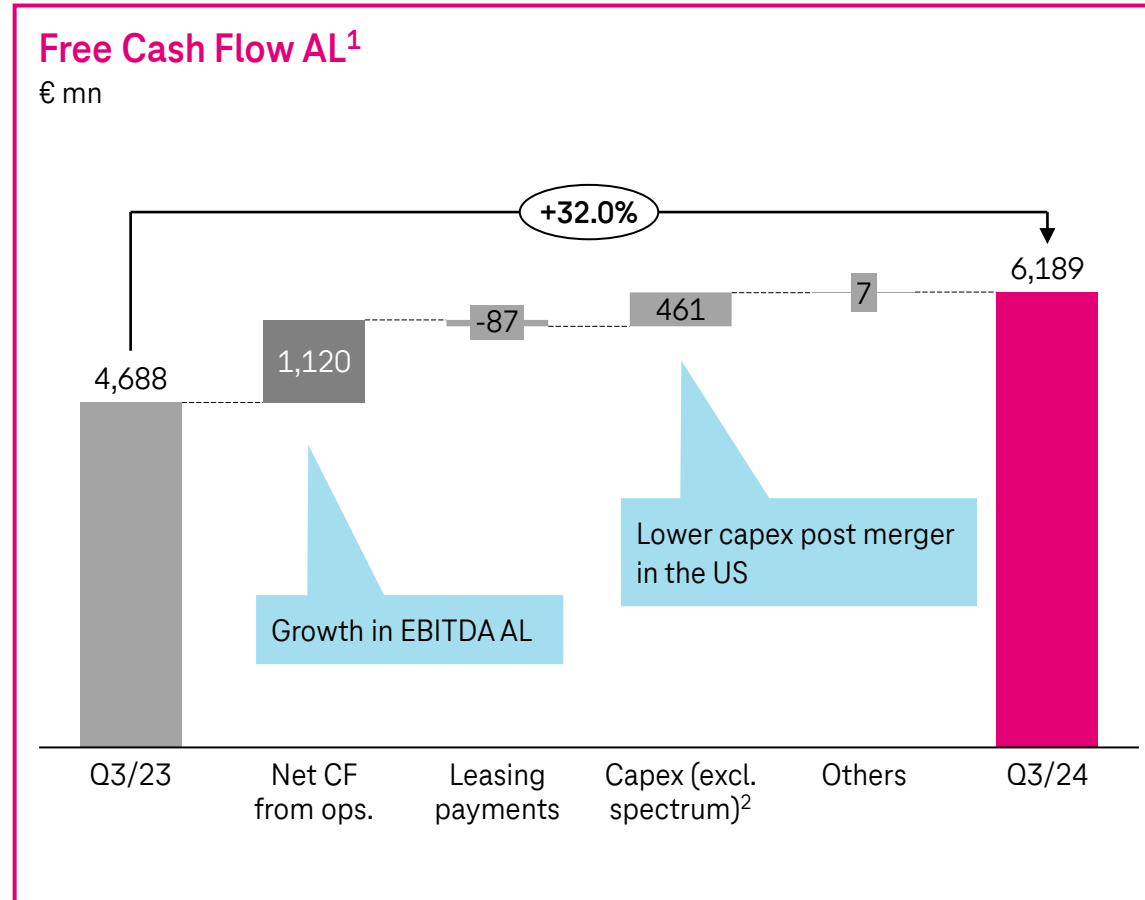 Free Cash Flow AL¹
€ mn
+32.0%
6,189
7
461
-87
1,120
4,688
Lower capex post merger
in the US
Growth in EBITDA AL
Q3/23
Net CF
from ops.
Leasing
payments
Capex (excl.
spectrum)²
Others
Q3/24